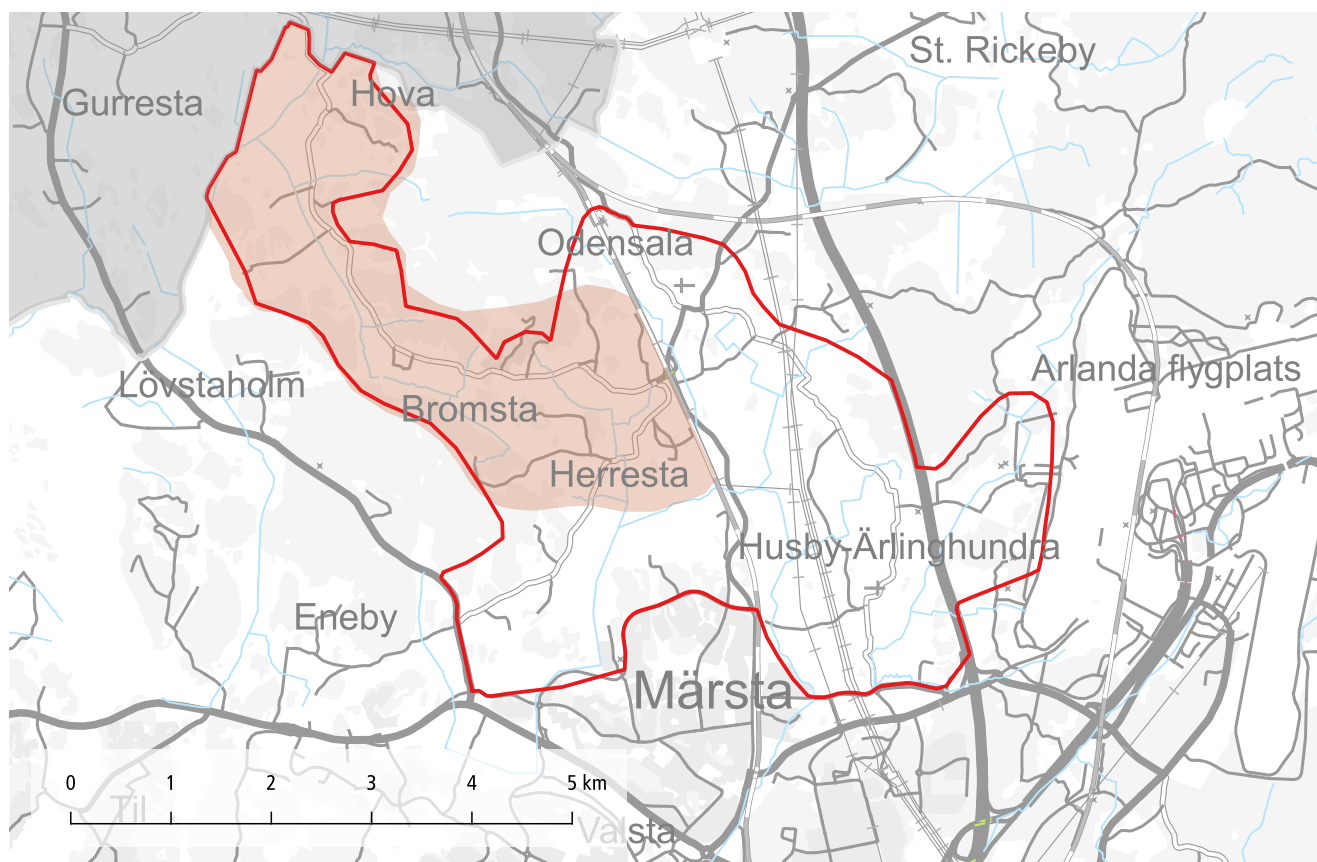 St. Rickeby
Gurresta
Hova
Odensala
Arlanda flygplats
Lövstaholm
Bromsta
Herresta
Husby-Ärlinghundra
Eneby
Märsta
0 1 2 3 4 5 km
Til
Valsta